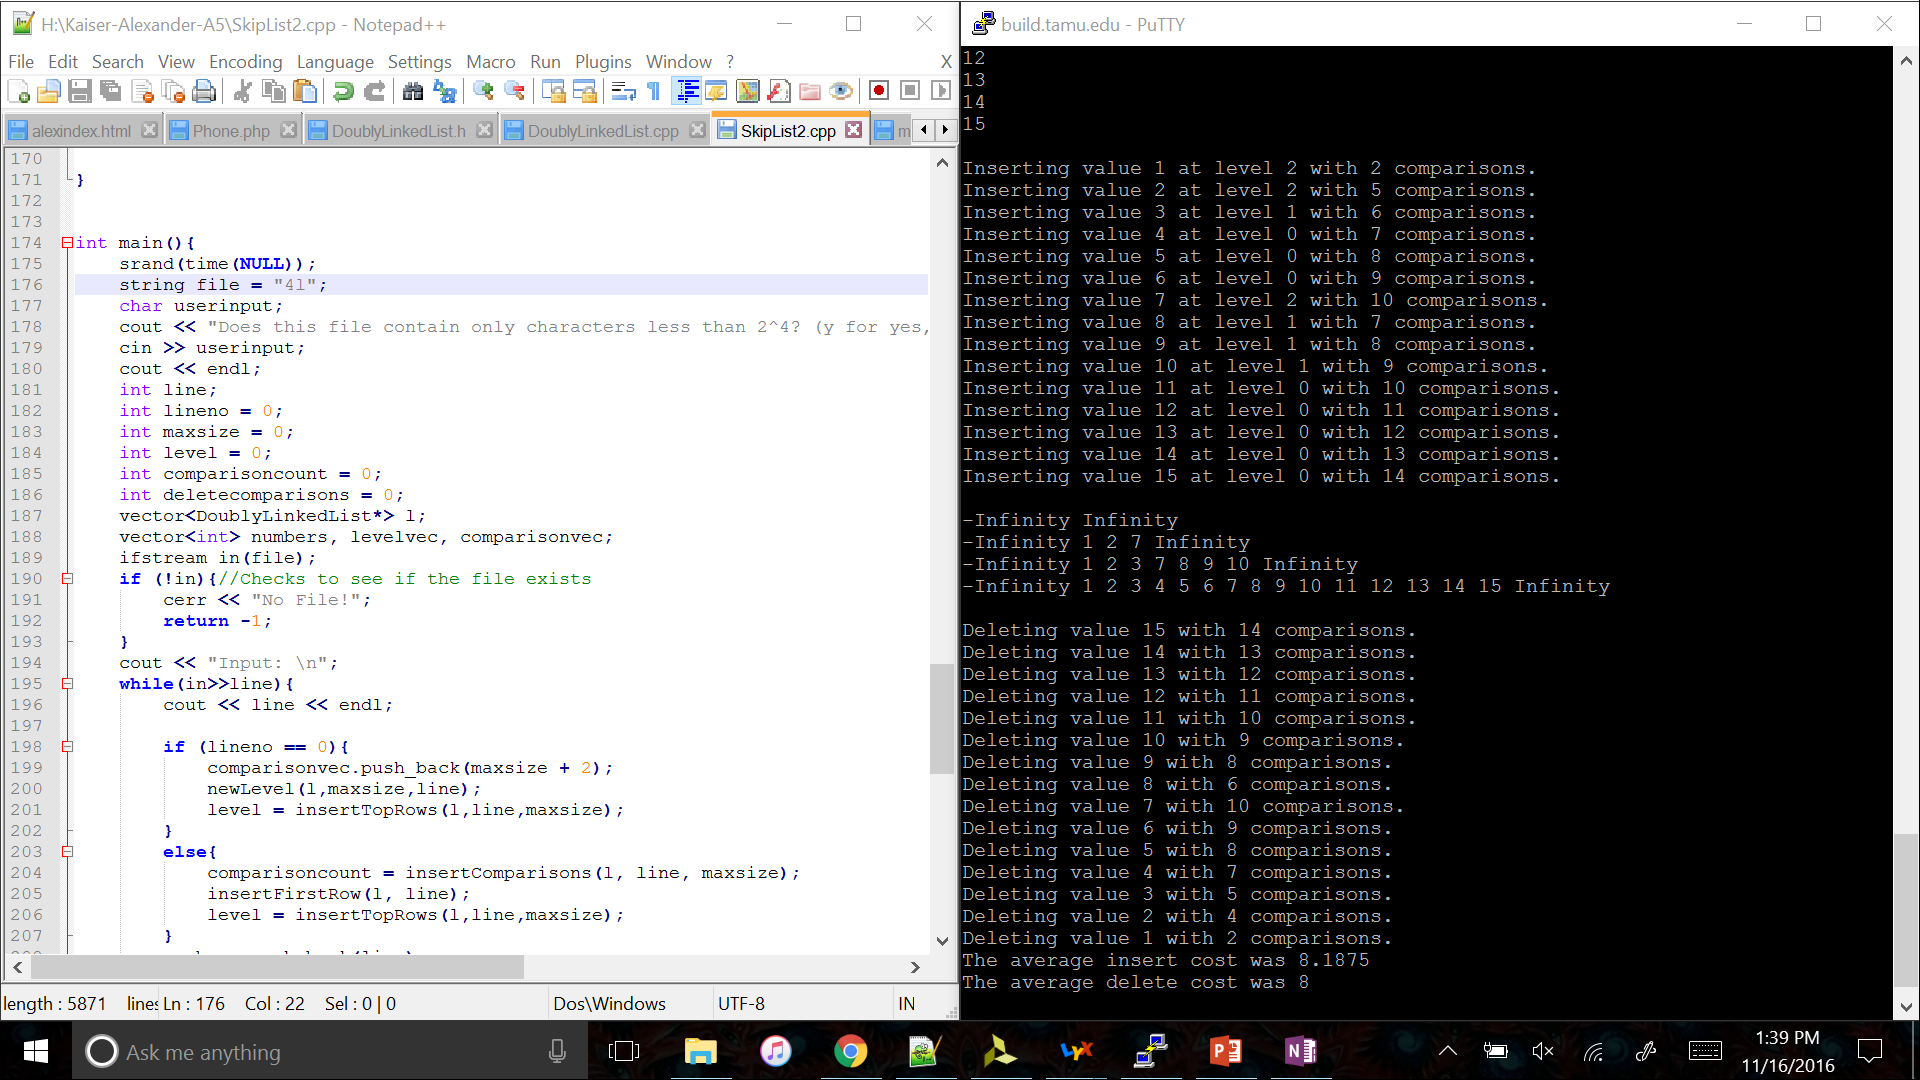 H:\Kaiser-Alexander-A5\SkipList2.cpp - Notepad++
File Edit Search View Encoding Language Settings Macro Run Plugins Window ? X
alexindex.html Phone.php DoublyLinkedList.h DoublyLinkedList.cpp SkipList2.cpp m
170
171 }
172
173
174 int main(){
175 srand(time(NULL));
176 string file = "4l";
177 char userinput;
178 cout << "Does this file contain only characters less than 2^4? (y for yes,
179 cin >> userinput;
180 cout << endl;
181 int line;
182 int lineno = 0;
183 int maxsize = 0;
184 int level = 0;
185 int comparisoncount = 0;
186 int deletecomparisons = 0;
187 vector<DoublyLinkedList*> l;
188 vector<int> numbers, levelvec, comparisonvec;
189 ifstream in(file);
190 if (!in){//Checks to see if the file exists
191 cerr << "No File!";
192 return -1;
193 }
194 cout << "Input: \n";
195 while(in>>line){
196 cout << line << endl;
197
198 if (lineno == 0){
199 comparisonvec.push_back(maxsize + 2);
200 newLevel(l,maxsize,line);
201 level = insertTopRows(l,line,maxsize);
202 }
203 else{
204 comparisoncount = insertComparisons(l, line, maxsize);
205 insertFirstRow(l, line);
206 level = insertTopRows(l,line,maxsize);
207 }
length : 5871 lines Ln : 176 Col : 22 Sel : 0 | 0 Dos\Windows UTF-8 IN
build.tamu.edu - PuTTY
12
13
14
15
Inserting value 1 at level 2 with 2 comparisons.
Inserting value 2 at level 2 with 5 comparisons.
Inserting value 3 at level 1 with 6 comparisons.
Inserting value 4 at level 0 with 7 comparisons.
Inserting value 5 at level 0 with 8 comparisons.
Inserting value 6 at level 0 with 9 comparisons.
Inserting value 7 at level 2 with 10 comparisons.
Inserting value 8 at level 1 with 7 comparisons.
Inserting value 9 at level 1 with 8 comparisons.
Inserting value 10 at level 1 with 9 comparisons.
Inserting value 11 at level 0 with 10 comparisons.
Inserting value 12 at level 0 with 11 comparisons.
Inserting value 13 at level 0 with 12 comparisons.
Inserting value 14 at level 0 with 13 comparisons.
Inserting value 15 at level 0 with 14 comparisons.
-Infinity Infinity
-Infinity 1 2 7 Infinity
-Infinity 1 2 3 7 8 9 10 Infinity
-Infinity 1 2 3 4 5 6 7 8 9 10 11 12 13 14 15 Infinity
Deleting value 15 with 14 comparisons.
Deleting value 14 with 13 comparisons.
Deleting value 13 with 12 comparisons.
Deleting value 12 with 11 comparisons.
Deleting value 11 with 10 comparisons.
Deleting value 10 with 9 comparisons.
Deleting value 9 with 8 comparisons.
Deleting value 8 with 6 comparisons.
Deleting value 7 with 10 comparisons.
Deleting value 6 with 9 comparisons.
Deleting value 5 with 8 comparisons.
Deleting value 4 with 7 comparisons.
Deleting value 3 with 5 comparisons.
Deleting value 2 with 4 comparisons.
Deleting value 1 with 2 comparisons.
The average insert cost was 8.1875
The average delete cost was 8
Ask me anything
1:39 PM
11/16/2016